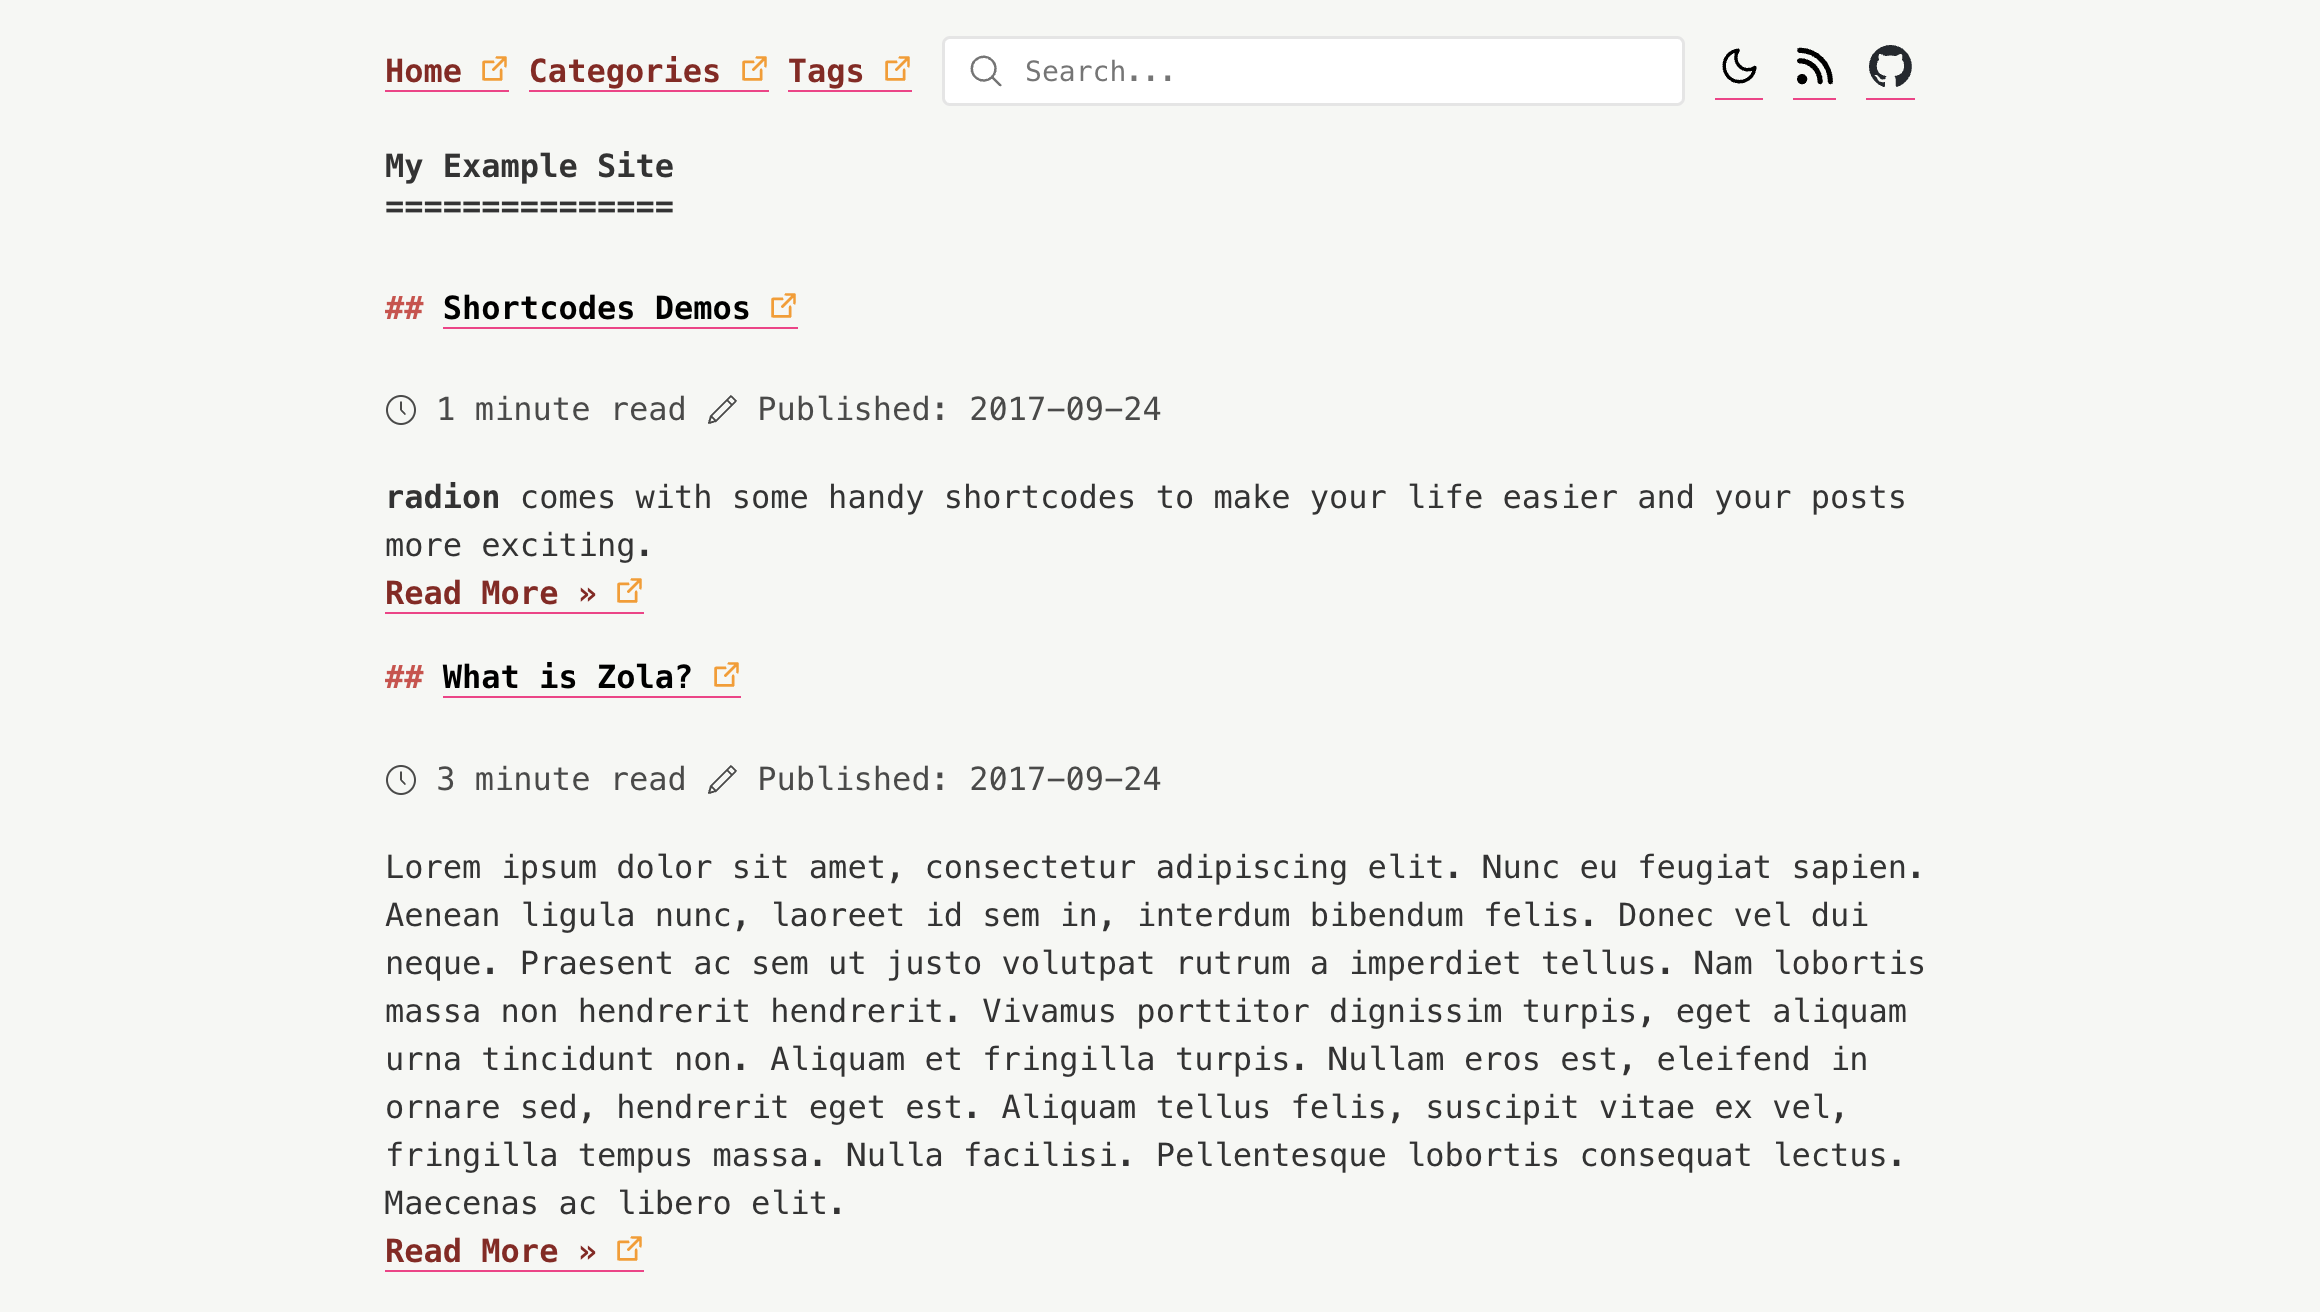 Home Categories Tags Search...
My Example Site
===============
## Shortcodes Demos
1 minute read Published: 2017-09-24
radion comes with some handy shortcodes to make your life easier and your posts
more exciting.
Read More »
## What is Zola?
3 minute read Published: 2017-09-24
Lorem ipsum dolor sit amet, consectetur adipiscing elit. Nunc eu feugiat sapien.
Aenean ligula nunc, laoreet id sem in, interdum bibendum felis. Donec vel dui
neque. Praesent ac sem ut justo volutpat rutrum a imperdiet tellus. Nam lobortis
massa non hendrerit hendrerit. Vivamus porttitor dignissim turpis, eget aliquam
urna tincidunt non. Aliquam et fringilla turpis. Nullam eros est, eleifend in
ornare sed, hendrerit eget est. Aliquam tellus felis, suscipit vitae ex vel,
fringilla tempus massa. Nulla facilisi. Pellentesque lobortis consequat lectus.
Maecenas ac libero elit.
Read More »